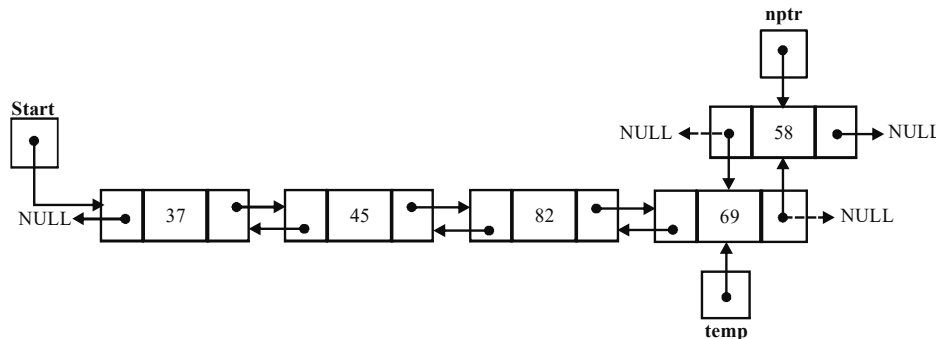 nptr
Start
NULL 58 NULL
NULL 37 45 82 69 NULL
temp